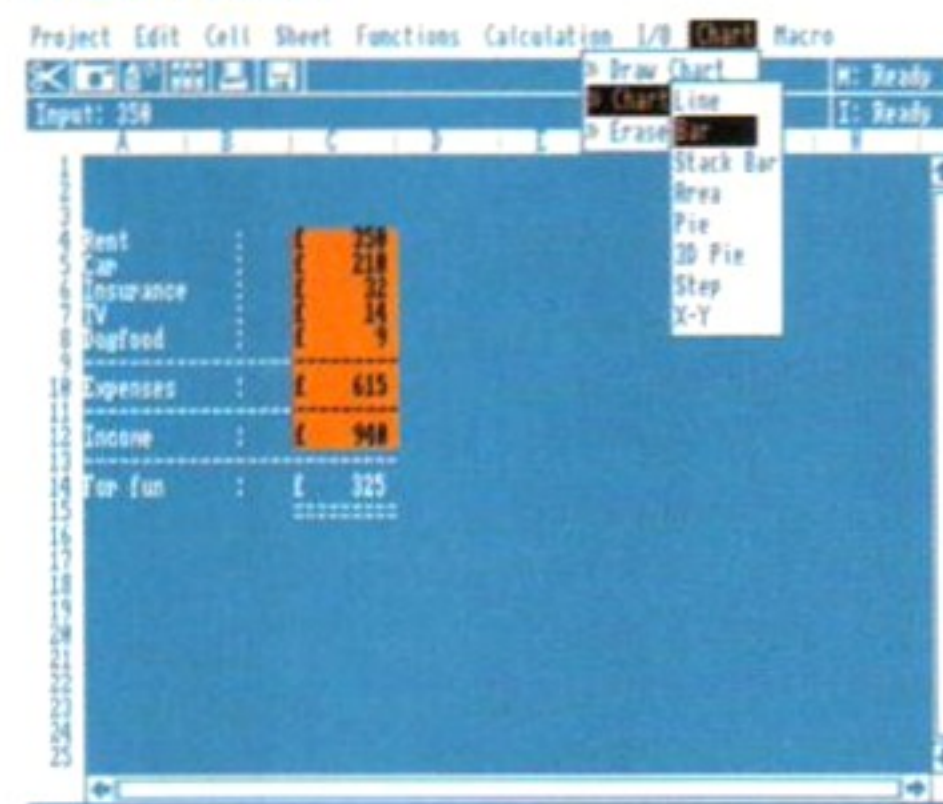 Project Edit Cell Sheet Functions Calculation I/O Chart Macro
» Draw Chart
M: Ready
» Chart Line
Input: 350
I: Ready
» Erase Bar
A B C D E H
Stack Bar
Area
Pie
3D Pie
Step
X-Y
Rent : £ 350
Car : £ 210
Insurance : £ 32
TV : £ 14
Dogfood : £ 9
Expenses : £ 615
Income : £ 940
For fun : £ 325